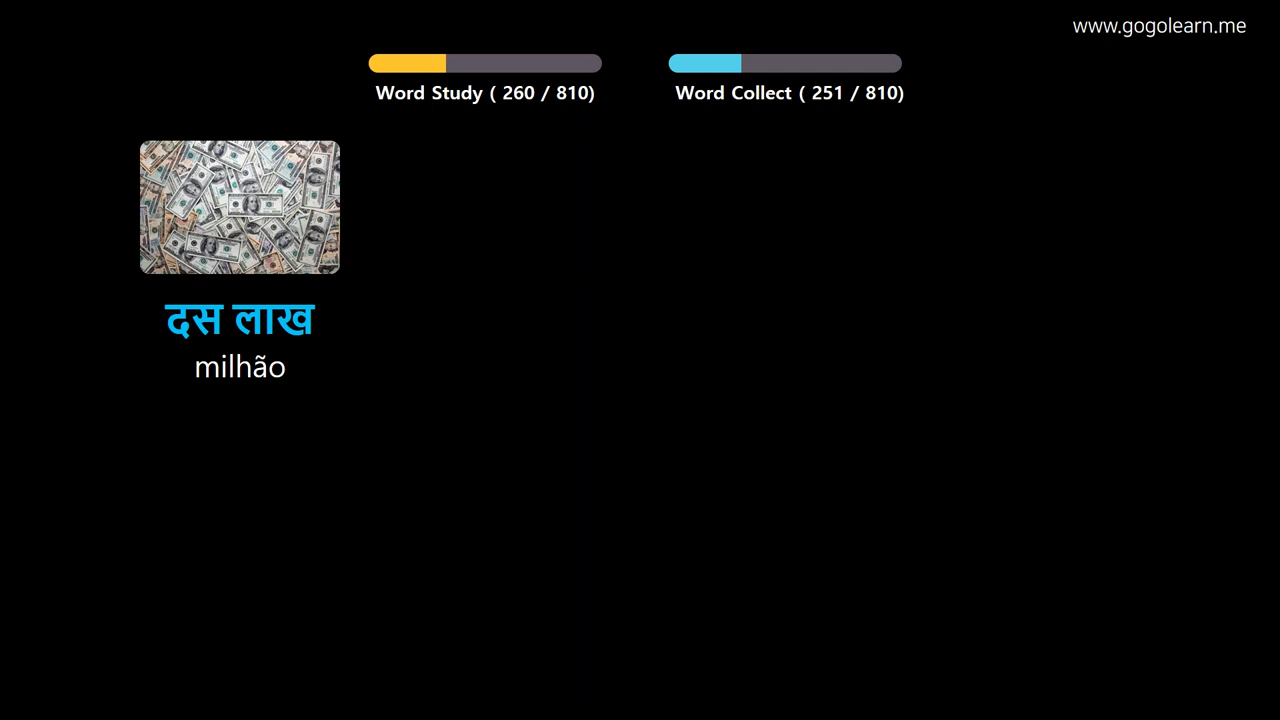 www.gogolearn.me
Word Study ( 260 / 810)
Word Collect ( 251 / 810)
दस लाख
milhão